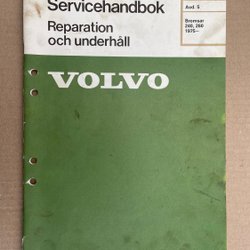 Servicehandbok
Reparation
och underhåll
Avd. 5
Bromsar
240, 260
1975–
VOLVO